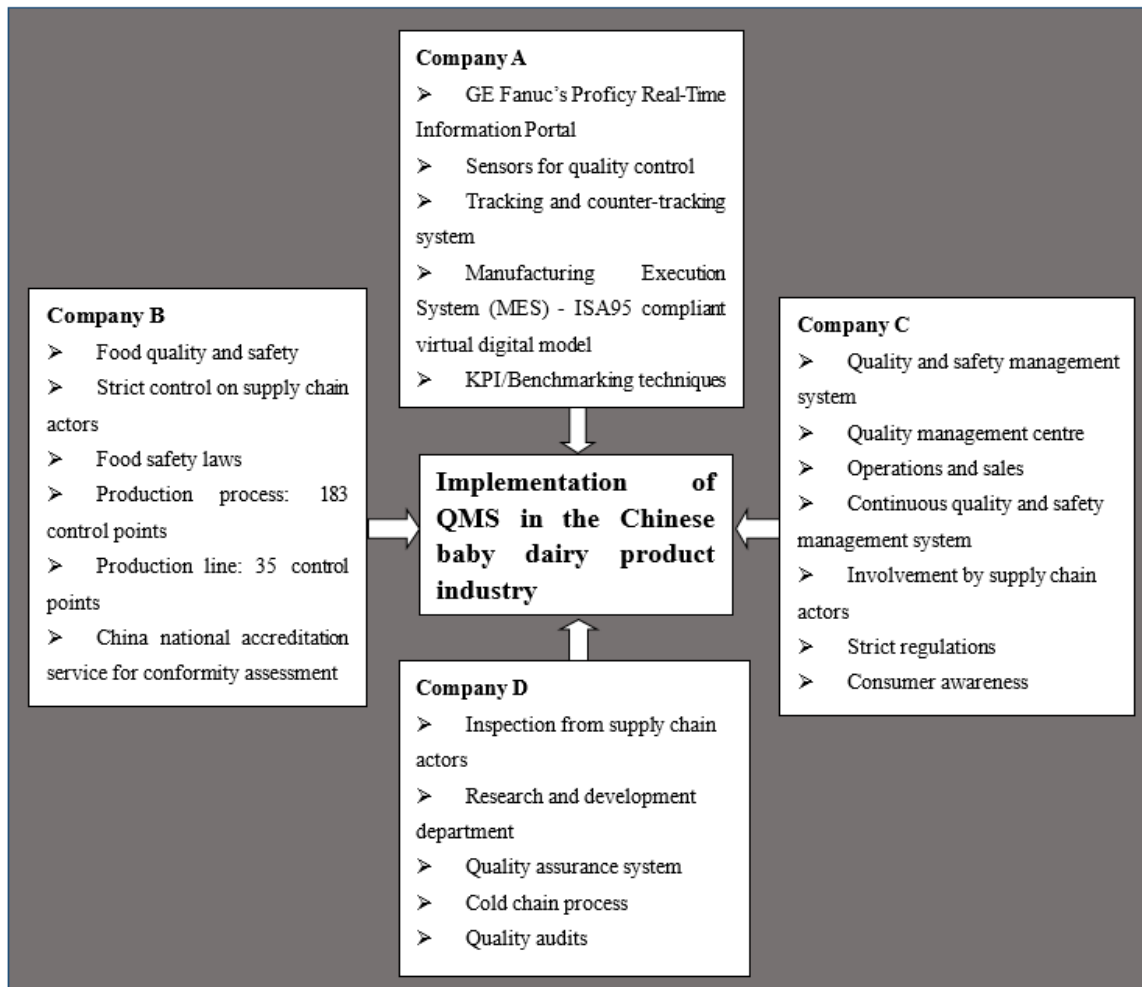 Company A
➢ GE Fanuc’s Proficy Real-Time
Information Portal
➢ Sensors for quality control
➢ Tracking and counter-tracking
system
➢ Manufacturing Execution
System (MES) - ISA95 compliant
virtual digital model
➢ KPI/Benchmarking techniques
Company B
➢ Food quality and safety
➢ Strict control on supply chain
actors
➢ Food safety laws
➢ Production process: 183
control points
➢ Production line: 35 control
points
➢ China national accreditation
service for conformity assessment
Implementation of
QMS in the Chinese
baby dairy product
industry
Company C
➢ Quality and safety management
system
➢ Quality management centre
➢ Operations and sales
➢ Continuous quality and safety
management system
➢ Involvement by supply chain
actors
➢ Strict regulations
➢ Consumer awareness
Company D
➢ Inspection from supply chain
actors
➢ Research and development
department
➢ Quality assurance system
➢ Cold chain process
➢ Quality audits